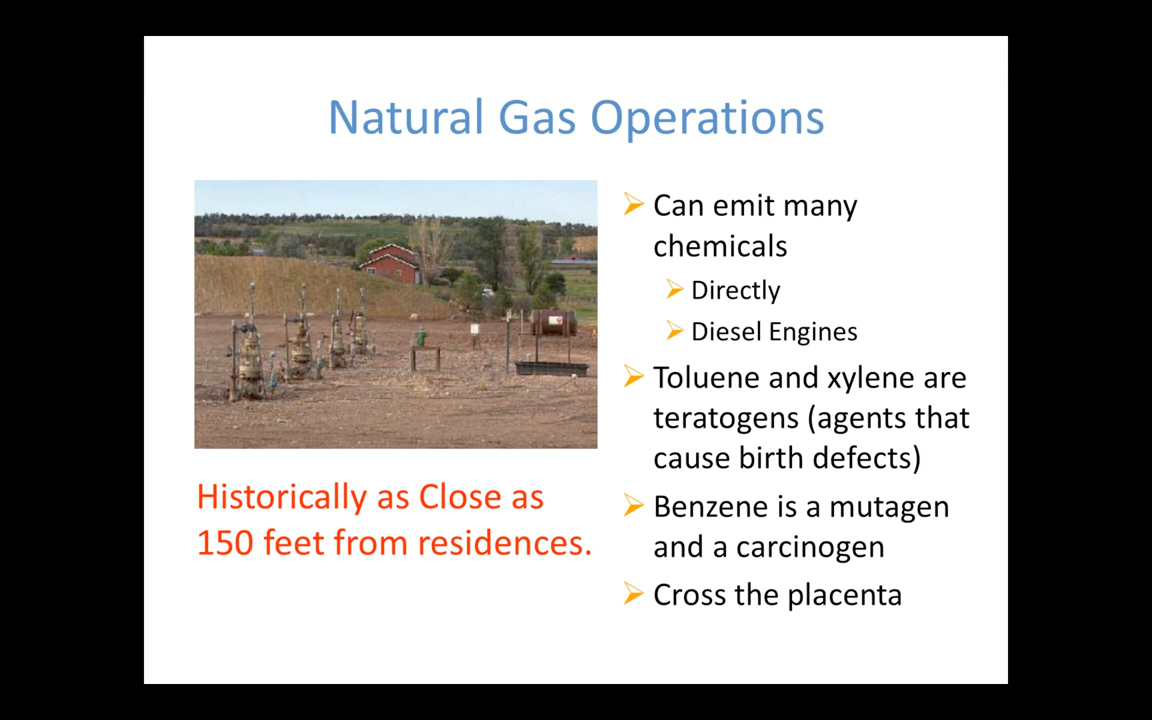 Natural Gas Operations
Can emit many
chemicals
Directly
Diesel Engines
Toluene and xylene are
teratogens (agents that
cause birth defects)
Benzene is a mutagen
and a carcinogen
Cross the placenta
Historically as Close as
150 feet from residences.